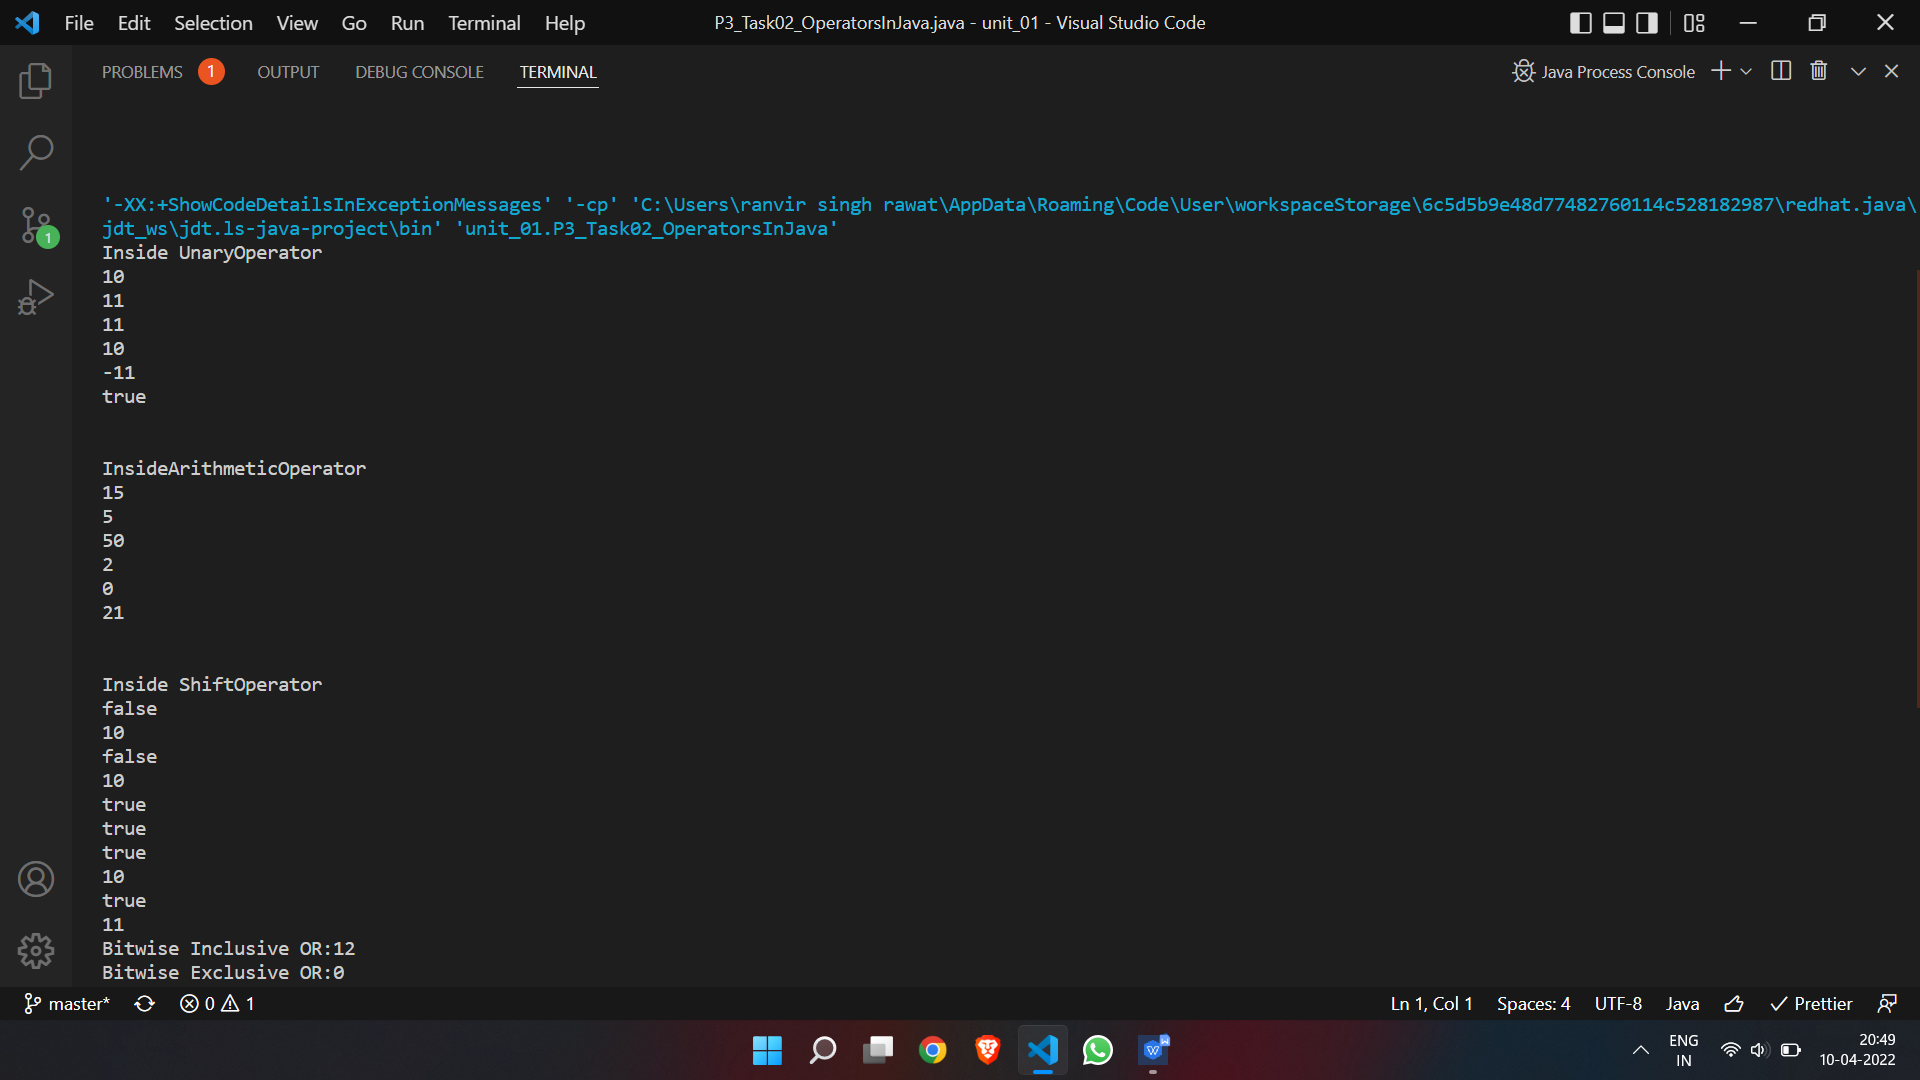 File Edit Selection View Go Run Terminal Help P3_Task02_OperatorsInJava.java - unit_01 - Visual Studio Code
PROBLEMS 1 OUTPUT DEBUG CONSOLE TERMINAL Java Process Console
'-XX:+ShowCodeDetailsInExceptionMessages' '-cp' 'C:\Users\ranvir singh rawat\AppData\Roaming\Code\User\workspaceStorage\6c5d5b9e48d77482760114c528182987\redhat.java\
jdt_ws\jdt.ls-java-project\bin' 'unit_01.P3_Task02_OperatorsInJava'
1
Inside UnaryOperator
10
11
11
10
-11
true
InsideArithmeticOperator
15
5
50
2
0
21
Inside ShiftOperator
false
10
false
10
true
true
true
10
true
11
Bitwise Inclusive OR:12
Bitwise Exclusive OR:0
master* 0 1 Ln 1, Col 1 Spaces: 4 UTF-8 Java Prettier
ENG 20:49
IN 10-04-2022